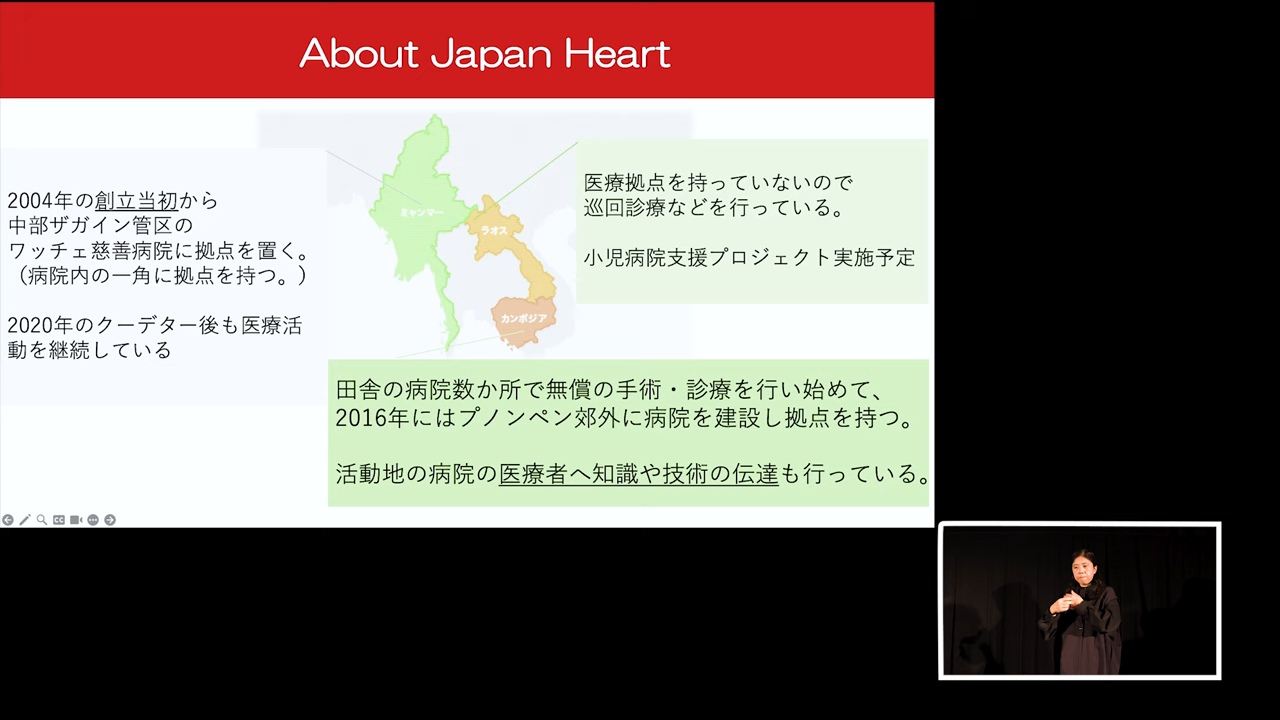 About Japan Heart
2004年の創立当初から
中部ザガイン管区の
ワッチェ慈善病院に拠点を置く。
（病院内の一角に拠点を持つ。）
2020年のクーデター後も医療活
動を継続している
ミャンマー
ラオス
カンボジア
医療拠点を持っていないので
巡回診療などを行っている。
小児病院支援プロジェクト実施予定
田舎の病院数か所で無償の手術・診療を行い始めて、
2016年にはプノンペン郊外に病院を建設し拠点を持つ。
活動地の病院の医療者へ知識や技術の伝達も行っている。